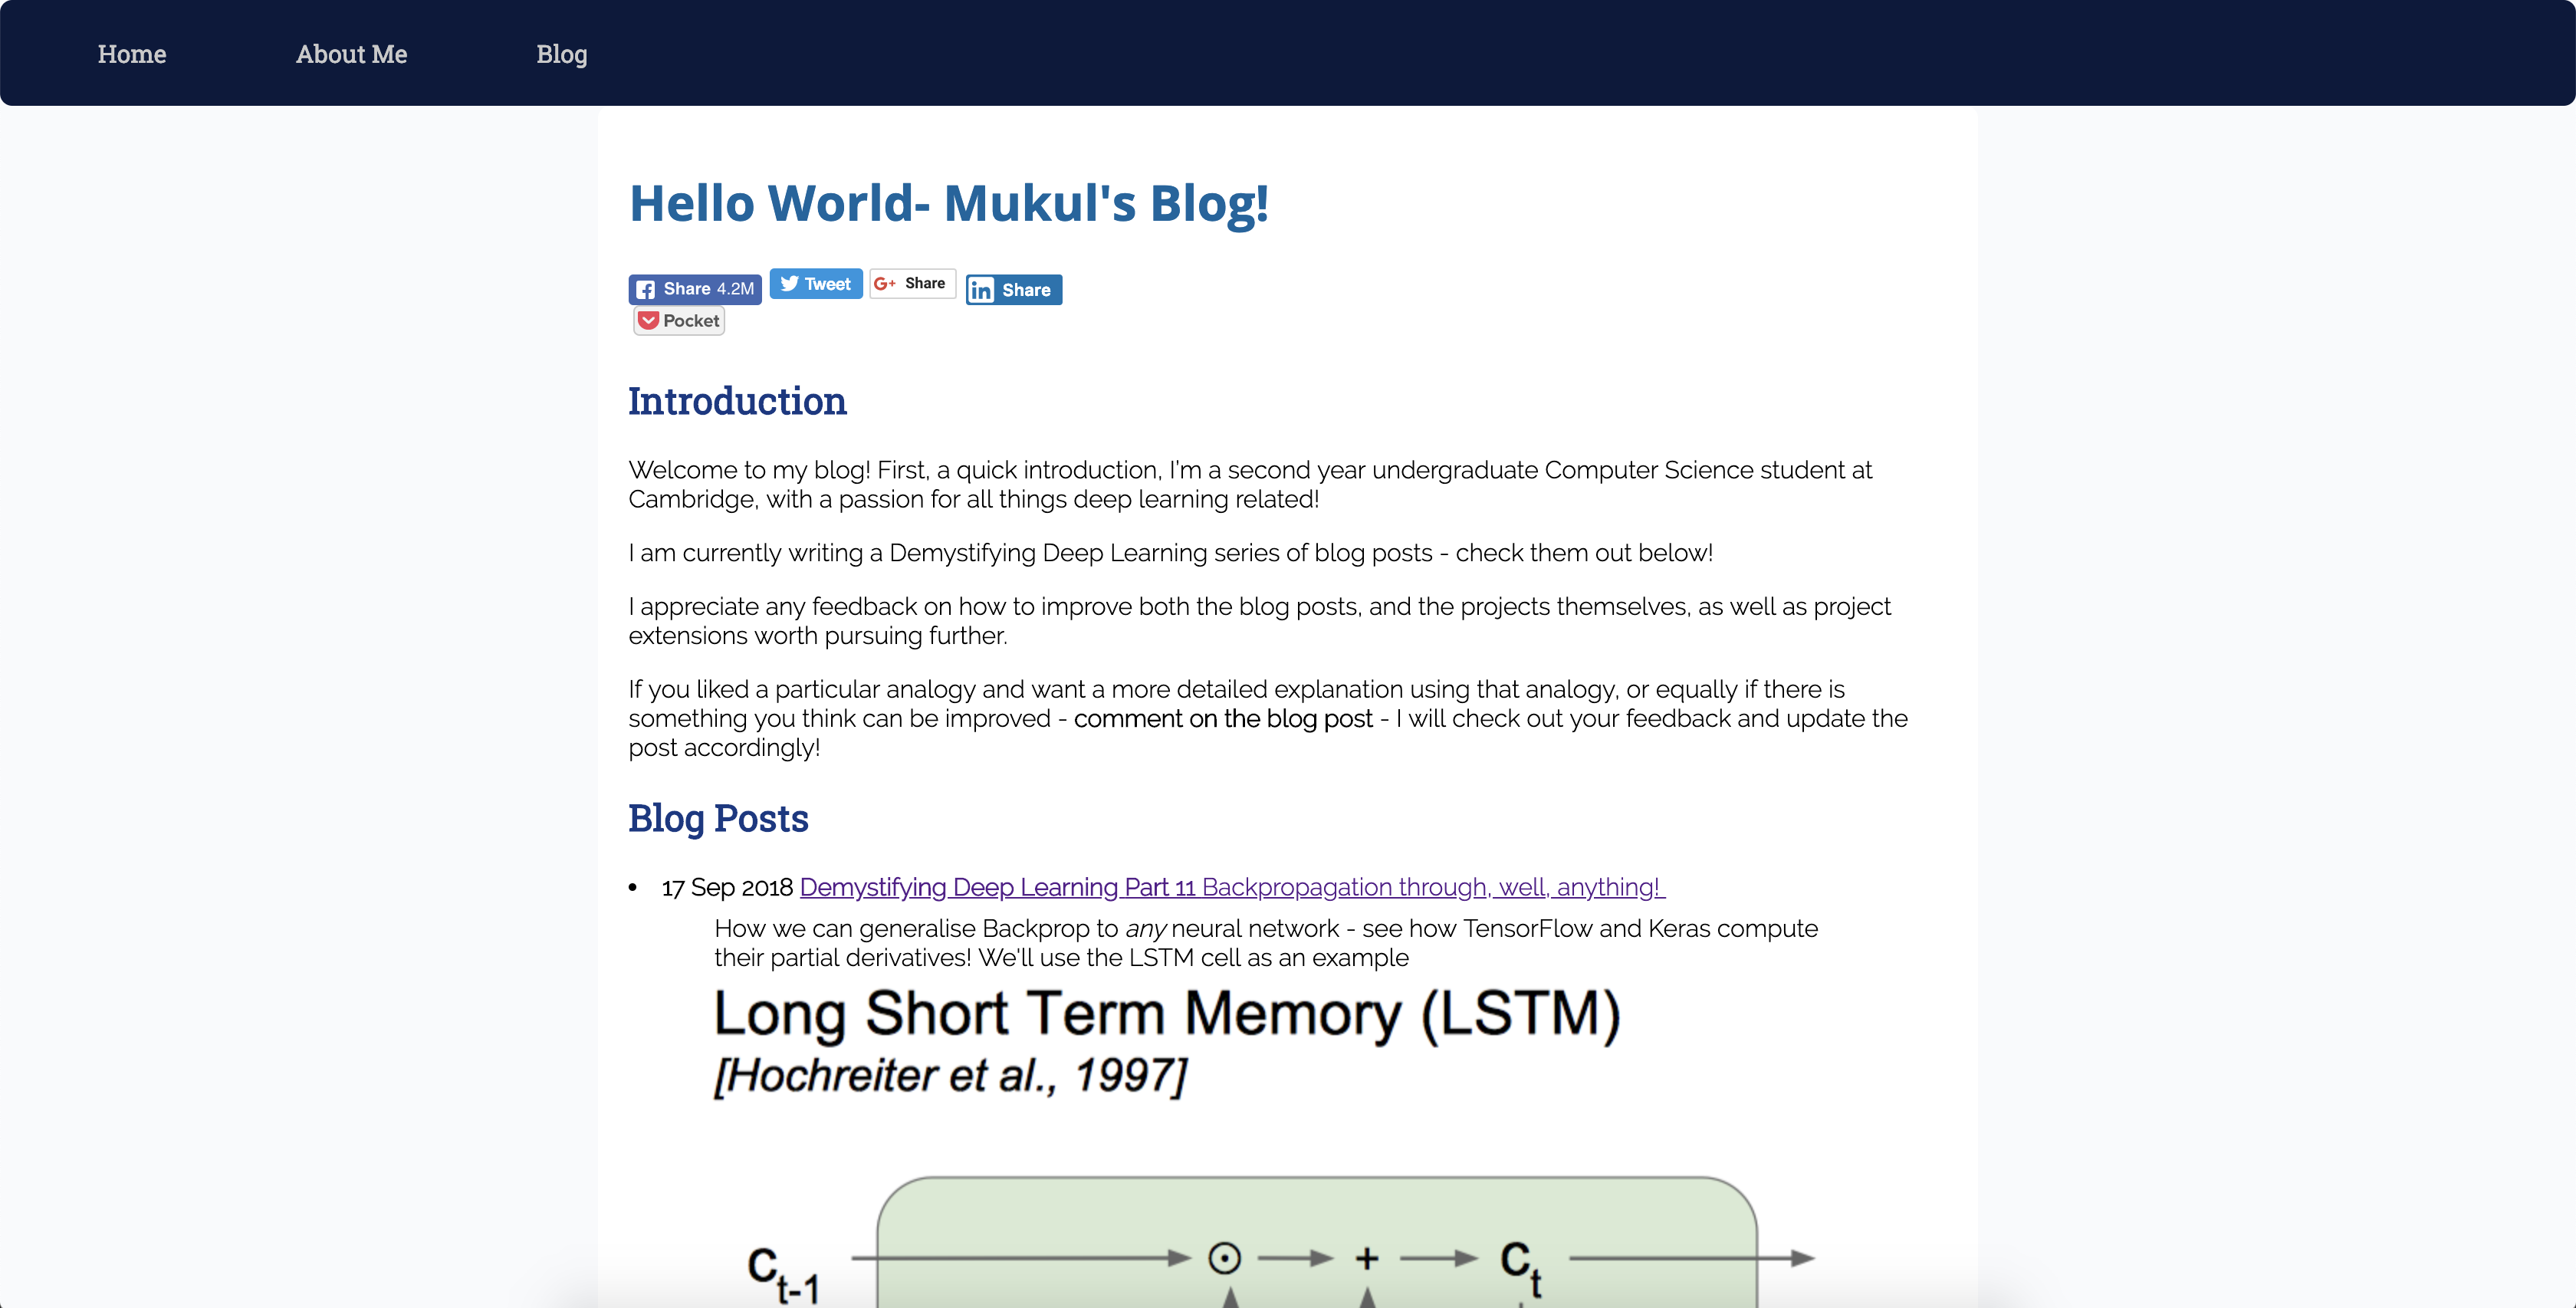 Home About Me Blog
Hello World- Mukul's Blog!
Share 4.2M Tweet G+ Share in Share
Pocket
Introduction
Welcome to my blog! First, a quick introduction, I'm a second year undergraduate Computer Science student at
Cambridge, with a passion for all things deep learning related!
I am currently writing a Demystifying Deep Learning series of blog posts - check them out below!
I appreciate any feedback on how to improve both the blog posts, and the projects themselves, as well as project
extensions worth pursuing further.
If you liked a particular analogy and want a more detailed explanation using that analogy, or equally if there is
something you think can be improved - comment on the blog post - I will check out your feedback and update the
post accordingly!
Blog Posts
• 17 Sep 2018 Demystifying Deep Learning Part 11 Backpropagation through, well, anything!
How we can generalise Backprop to any neural network - see how TensorFlow and Keras compute
their partial derivatives! We'll use the LSTM cell as an example
Long Short Term Memory (LSTM)
[Hochreiter et al., 1997]
c_t-1 ⊙ + c_t